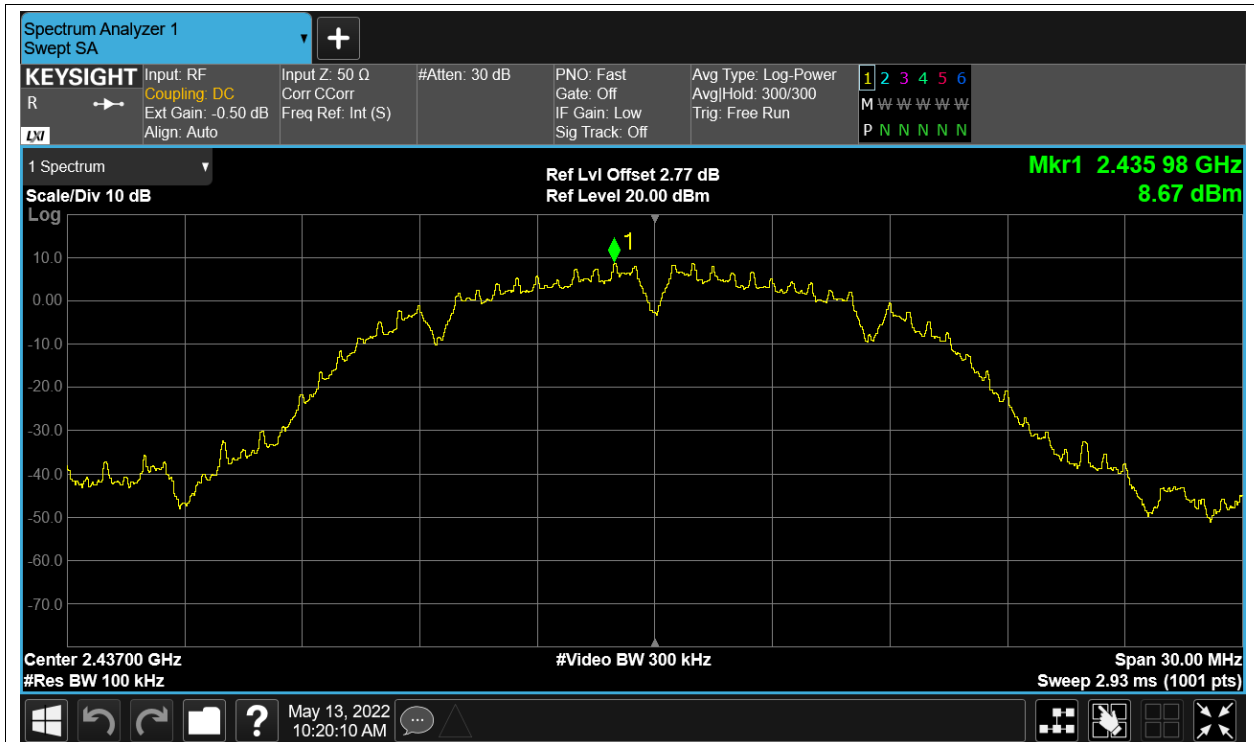 Spectrum Analyzer 1
Swept SA
+
KEYSIGHT
R
LXI
Input: RF
Coupling: DC
Ext Gain: -0.50 dB
Align: Auto
Input Z: 50 Ω
Corr CCorr
Freq Ref: Int (S)
#Atten: 30 dB
PNO: Fast
Gate: Off
IF Gain: Low
Sig Track: Off
Avg Type: Log-Power
Avg|Hold: 300/300
Trig: Free Run
1 2 3 4 5 6
M W W W W W
P N N N N N
1 Spectrum
Scale/Div 10 dB
Ref Lvl Offset 2.77 dB
Ref Level 20.00 dBm
Mkr1 2.435 98 GHz
8.67 dBm
Log
1
10.0
0.00
-10.0
-20.0
-30.0
-40.0
-50.0
-60.0
-70.0
Center 2.43700 GHz
#Res BW 100 kHz
#Video BW 300 kHz
Span 30.00 MHz
Sweep 2.93 ms (1001 pts)
?
May 13, 2022
10:20:10 AM